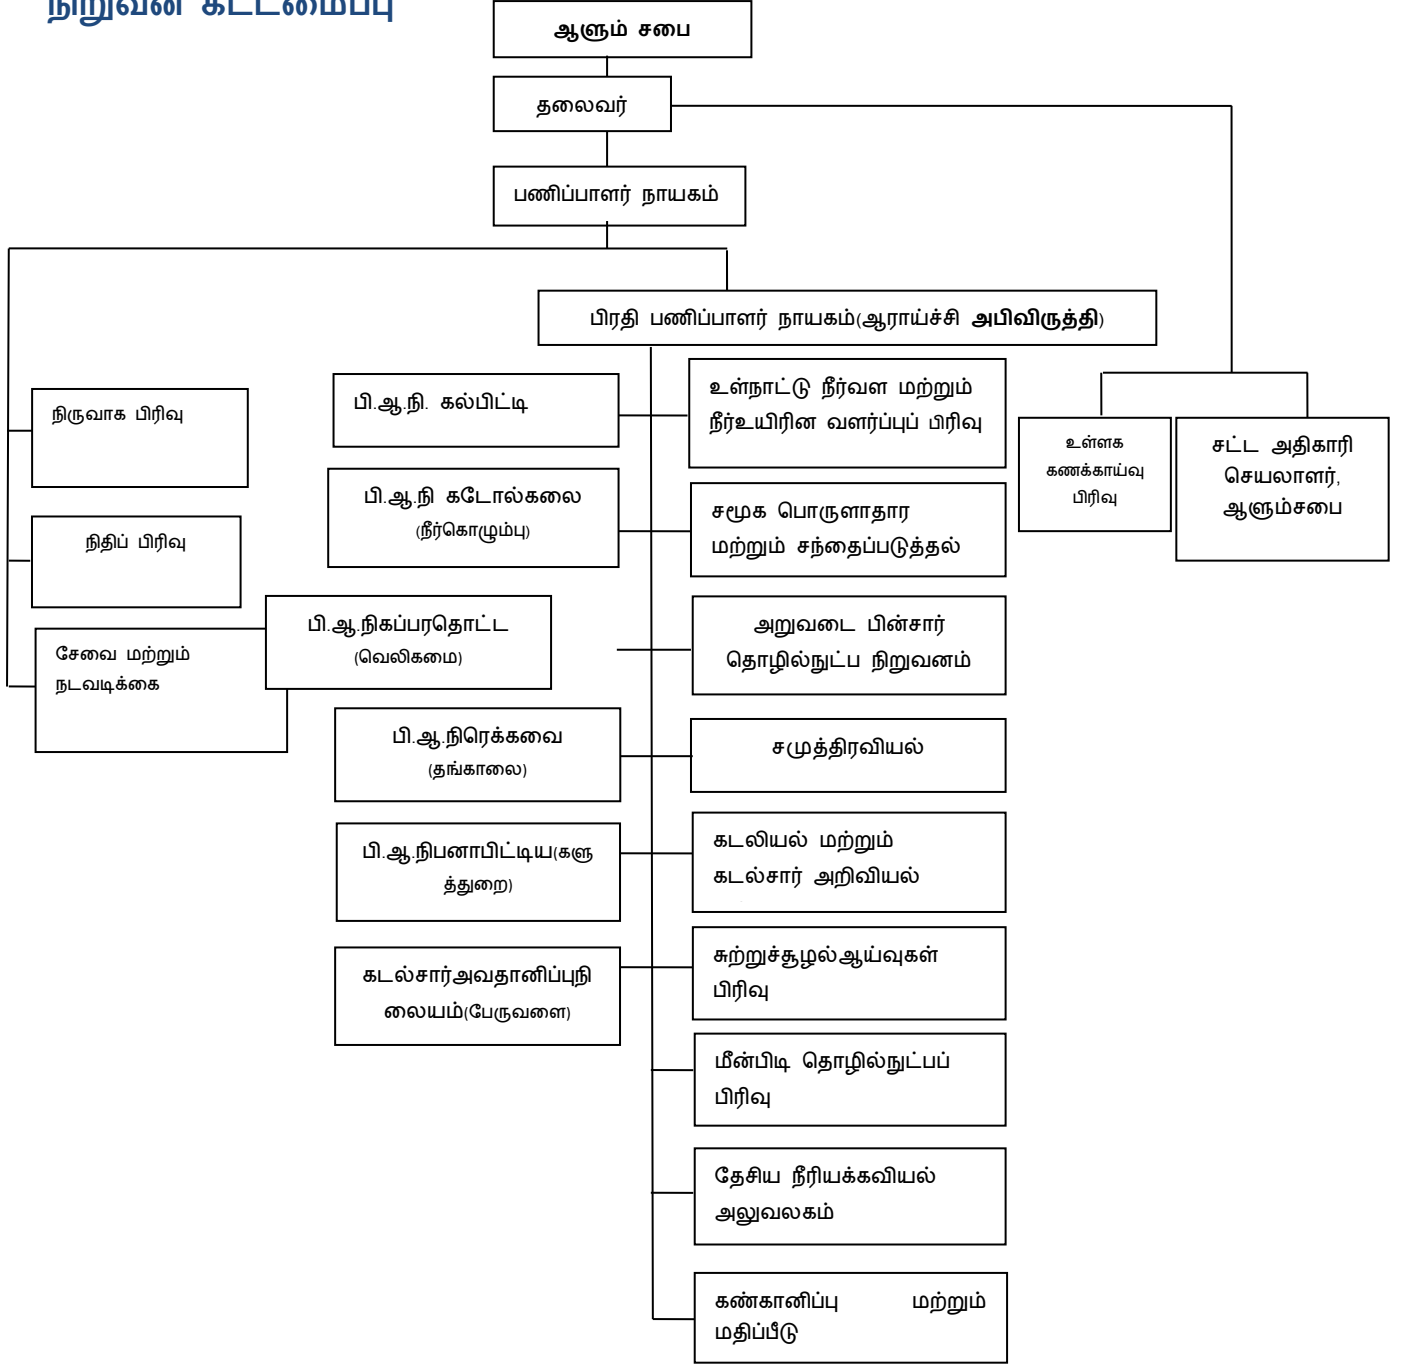 நிறுவன கட்டமைப்பு
ஆளும் சபை
தலைவர்
பணிப்பாளர் நாயகம்
பிரதி பணிப்பாளர் நாயகம்(ஆராய்ச்சி அபிவிருத்தி)
நிருவாக பிரிவு
நிதிப் பிரிவு
சேவை மற்றும்
நடவடிக்கை
பி.ஆ.நி. கல்பிட்டி
பி.ஆ.நி கடோல்கலை
(நீர்கொழும்பு)
பி.ஆ.நிகப்பரதொட்ட
(வெலிகமை)
பி.ஆ.நிரெக்கவை
(தங்காலை)
பி.ஆ.நிபனாபிட்டிய(களு
த்துறை)
கடல்சார்அவதானிப்புநி
லையம்(பேருவளை)
உள்நாட்டு நீர்வள மற்றும்
நீர்உயிரின வளர்ப்புப் பிரிவு
சமூக பொருளாதார
மற்றும் சந்தைப்படுத்தல்
அறுவடை பின்சார்
தொழில்நுட்ப நிறுவனம்
சமுத்திரவியல்
கடலியல் மற்றும்
கடல்சார் அறிவியல்
சுற்றுச்சூழல்ஆய்வுகள்
பிரிவு
மீன்பிடி தொழில்நுட்பப்
பிரிவு
தேசிய நீரியக்கவியல்
அலுவலகம்
கண்கானிப்பு மற்றும்
மதிப்பீடு
உள்ளக
கணக்காய்வு
பிரிவு
சட்ட அதிகாரி
செயலாளர்,
ஆளும்சபை